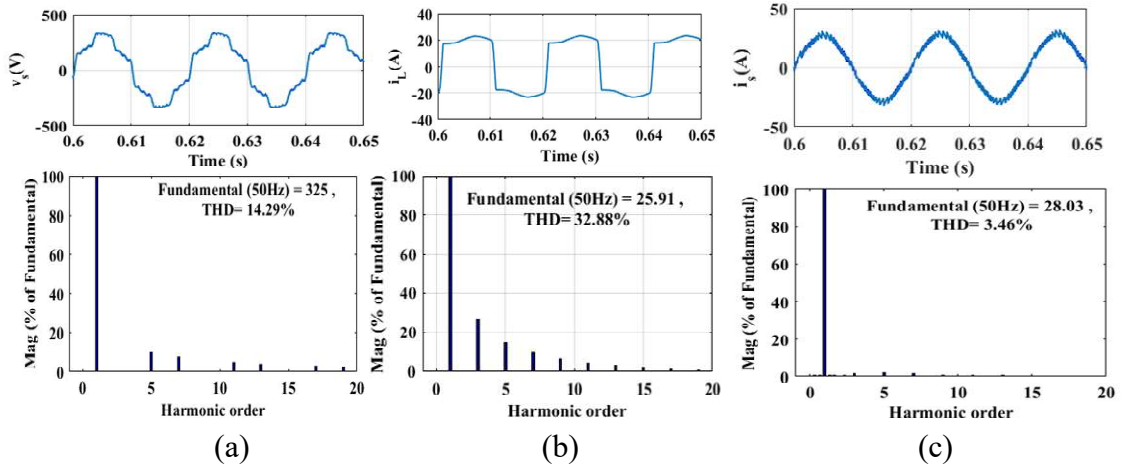 500
0
-500
v_s(V)
0.6 0.61 0.62 0.63 0.64 0.65
Time (s)
40
20
0
-20
-40
i_L(A)
0.6 0.61 0.62 0.63 0.64 0.65
Time (s)
50
0
-50
i_s(A)
0.6 0.61 0.62 0.63 0.64 0.65
Time (s)
Fundamental (50Hz) = 325 ,
THD= 14.29%
100
80
60
40
20
0
Mag (% of Fundamental)
0 5 10 15 20
Harmonic order
Fundamental (50Hz) = 25.91 ,
THD= 32.88%
100
80
60
40
20
0
Mag (% of Fundamental)
0 5 10 15 20
Harmonic order
Fundamental (50Hz) = 28.03 ,
THD= 3.46%
100
80
60
40
20
0
Mag (% of Fundamental)
0 5 10 15 20
Harmonic order
(a) (b) (c)